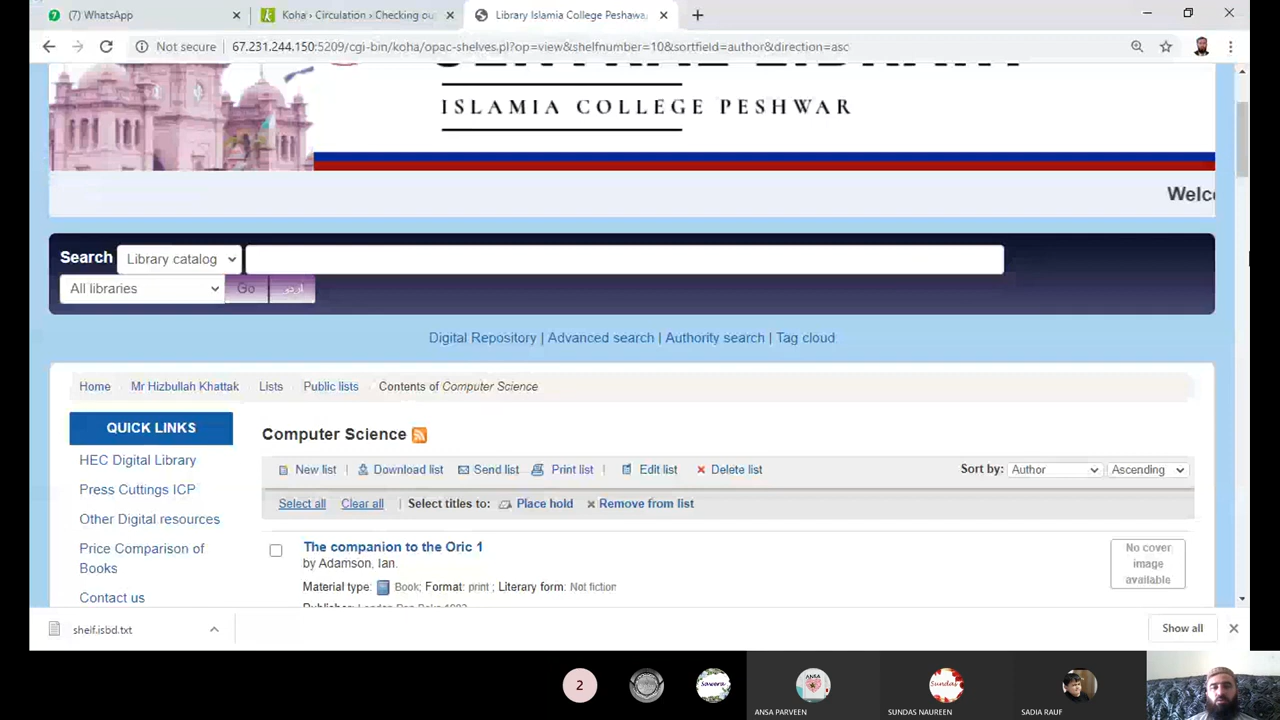 (7) WhatsApp
Koha › Circulation › Checking ou
Library Islamia College Peshawa
Not secure
67.231.244.150:5209/cgi-bin/koha/opac-shelves.pl?op=view&shelfnumber=10&sortfield=author&direction=asc
ISLAMIA COLLEGE PESHWAR
Welco
Search
Library catalog
All libraries
Go
اردو
Digital Repository | Advanced search | Authority search | Tag cloud
Home
Mr Hizbullah Khattak
Lists
Public lists
Contents of Computer Science
QUICK LINKS
HEC Digital Library
Press Cuttings ICP
Other Digital resources
Price Comparison of
Books
Contact us
Computer Science
New list | Download list Send list Print list | Edit list Delete list
Sort by: Author Ascending
Select all Clear all | Select titles to: Place hold Remove from list
The companion to the Oric 1
by Adamson, Ian.
Material type: Book; Format: print ; Literary form: Not fiction
No cover
image
available
sheif.isbd.txt
Show all
2
Sawera
ANSA
ANSA PARVEEN
Sundas
SUNDAS NAUREEN
SADIA RAUF